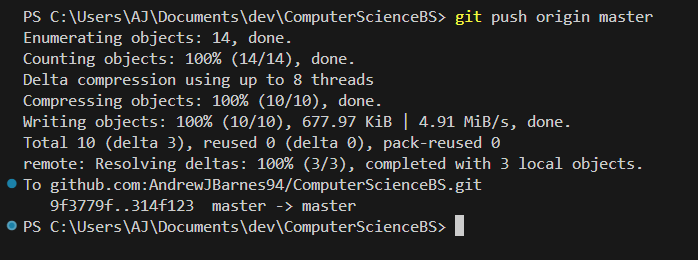 PS C:\Users\AJ\Documents\dev\ComputerScienceBS> git push origin master
Enumerating objects: 14, done.
Counting objects: 100% (14/14), done.
Delta compression using up to 8 threads
Compressing objects: 100% (10/10), done.
Writing objects: 100% (10/10), 677.97 KiB | 4.91 MiB/s, done.
Total 10 (delta 3), reused 0 (delta 0), pack-reused 0
remote: Resolving deltas: 100% (3/3), completed with 3 local objects.
To github.com:AndrewJBarnes94/ComputerScienceBS.git
   9f3779f..314f123  master -> master
PS C:\Users\AJ\Documents\dev\ComputerScienceBS>